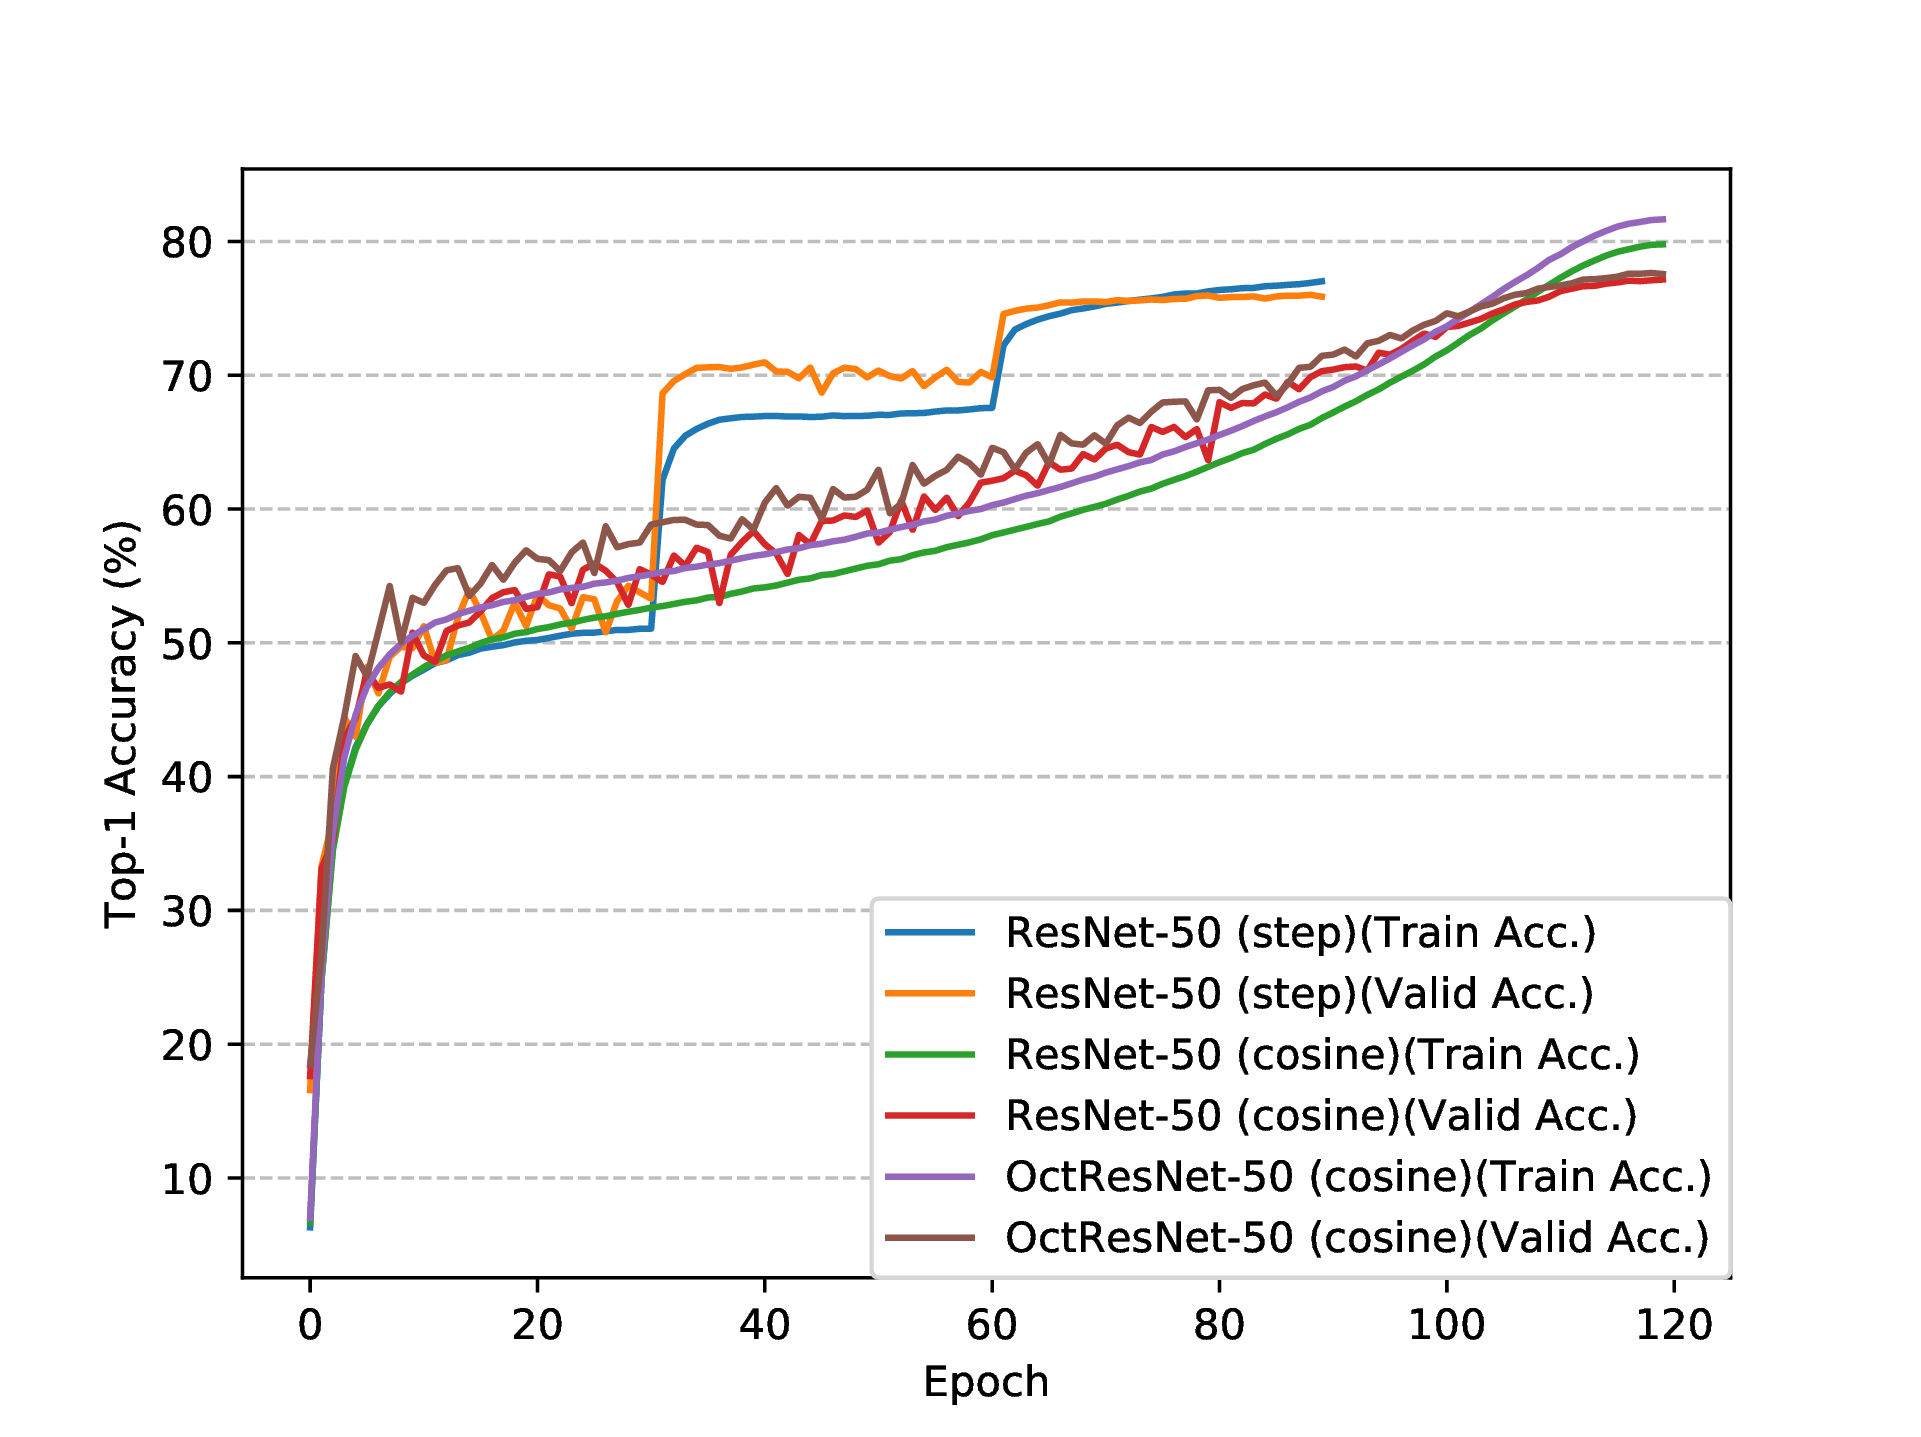 80
70
60
50
40
30
20
10
Top-1 Accuracy (%)
ResNet-50 (step)(Train Acc.)
ResNet-50 (step)(Valid Acc.)
ResNet-50 (cosine)(Train Acc.)
ResNet-50 (cosine)(Valid Acc.)
OctResNet-50 (cosine)(Train Acc.)
OctResNet-50 (cosine)(Valid Acc.)
0 20 40 60 80 100 120
Epoch